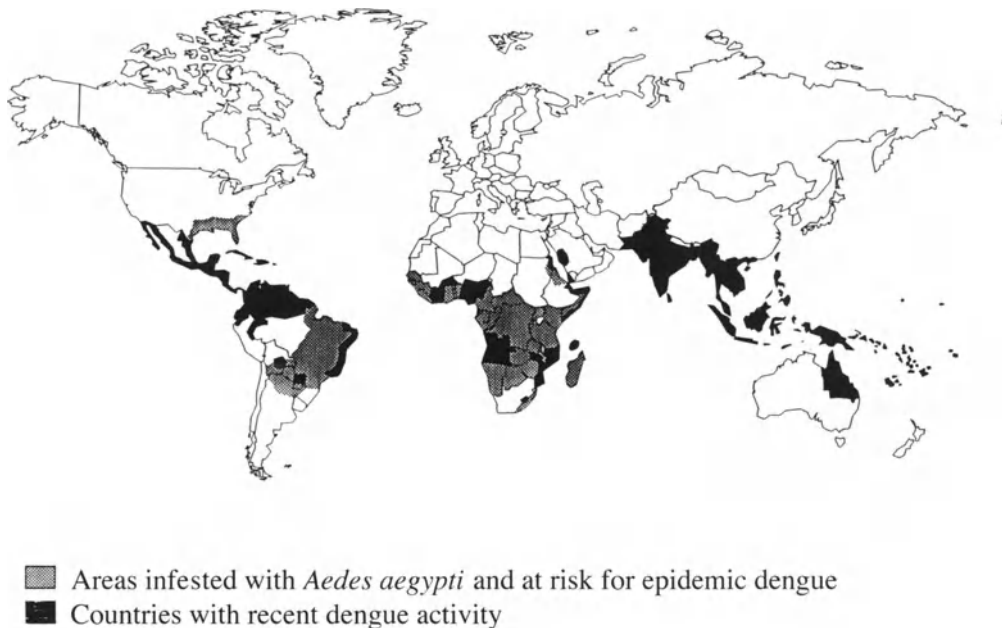 Areas infested with Aedes aegypti and at risk for epidemic dengue
Countries with recent dengue activity